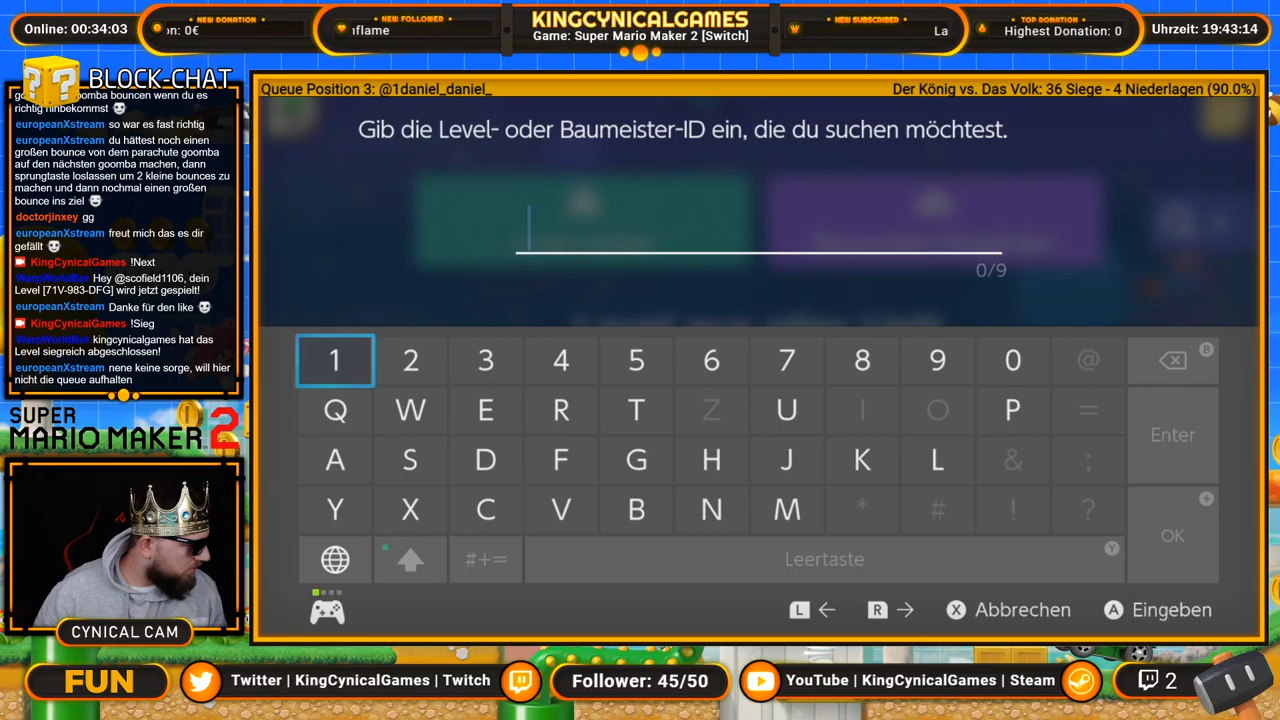 Online: 00:34:03
NEW DONATION
on: 0€
NEW FOLLOWER
flame
KINGCYNICALGAMES
Game: Super Mario Maker 2 [Switch]
NEW SUBSCRIBER
La
TOP DONATION
Highest Donation: 0
Uhrzeit: 19:43:14
BLOCK-CHAT
Queue Position 3: @1daniel_daniel_
Der König vs. Das Volk: 36 Siege - 4 Niederlagen (90.0%)
goomba bouncen wenn du es
richtig hinbekommst
europeanXstream so war es fast richtig
europeanXstream du hättest noch einen
großen bounce von dem parachute goomba
auf den nächsten goomba machen, dann
sprungtaste loslassen um 2 kleine bounces zu
machen und dann nochmal einen großen
bounce ins ziel
doctorjinxey gg
europeanXstream freut mich das es dir
gefällt
KingCynicalGames !Next
WarpWorldBot Hey @scofield1106, dein
Level [71V-983-DFG] wird jetzt gespielt!
europeanXstream Danke für den like
KingCynicalGames !Sieg
WarpWorldBot kingcynicalgames hat das
Level siegreich abgeschlossen!
europeanXstream nene keine sorge, will hier
nicht die queue aufhalten
Gib die Level- oder Baumeister-ID ein, die du suchen möchtest.
0/9
1 2 3 4 5 6 7 8 9 0 @ B
Q W E R T Z U I O P =
Enter
A S D F G H J K L & ;
Y X C V B N M * # ! ? +
OK
#+= Leertaste Y
L ← R → X Abbrechen A Eingeben
SUPER
MARIO MAKER 2
CYNICAL CAM
FUN
Twitter | KingCynicalGames | Twitch
Follower: 45/50
YouTube | KingCynicalGames | Steam
2